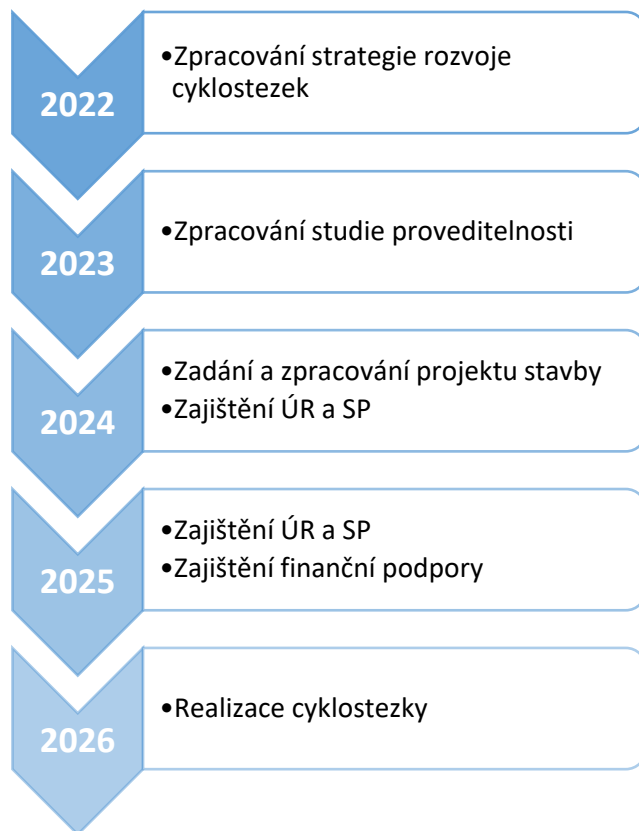 2022
•Zpracování strategie rozvoje
cyklostezek
2023
•Zpracování studie proveditelnosti
2024
•Zadání a zpracování projektu stavby
•Zajištění ÚR a SP
2025
•Zajištění ÚR a SP
•Zajištění finanční podpory
2026
•Realizace cyklostezky